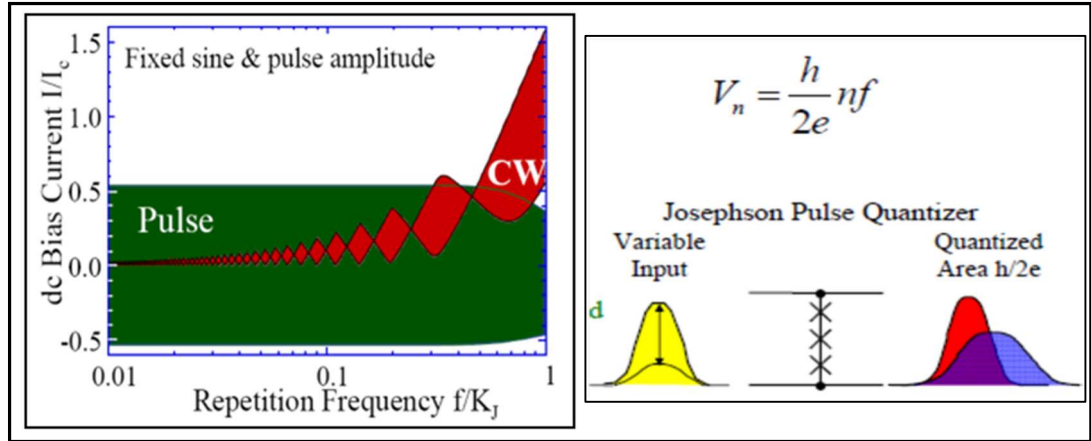 Fixed sine & pulse amplitude
dc Bias Current I/I_c
1.5
1.0
0.5
0.0
-0.5
CW
Pulse
0.01
0.1
1
Repetition Frequency f/K_J
V_n = h/2e nf
Josephson Pulse Quantizer
Variable
Input
Quantized
Area h/2e
d